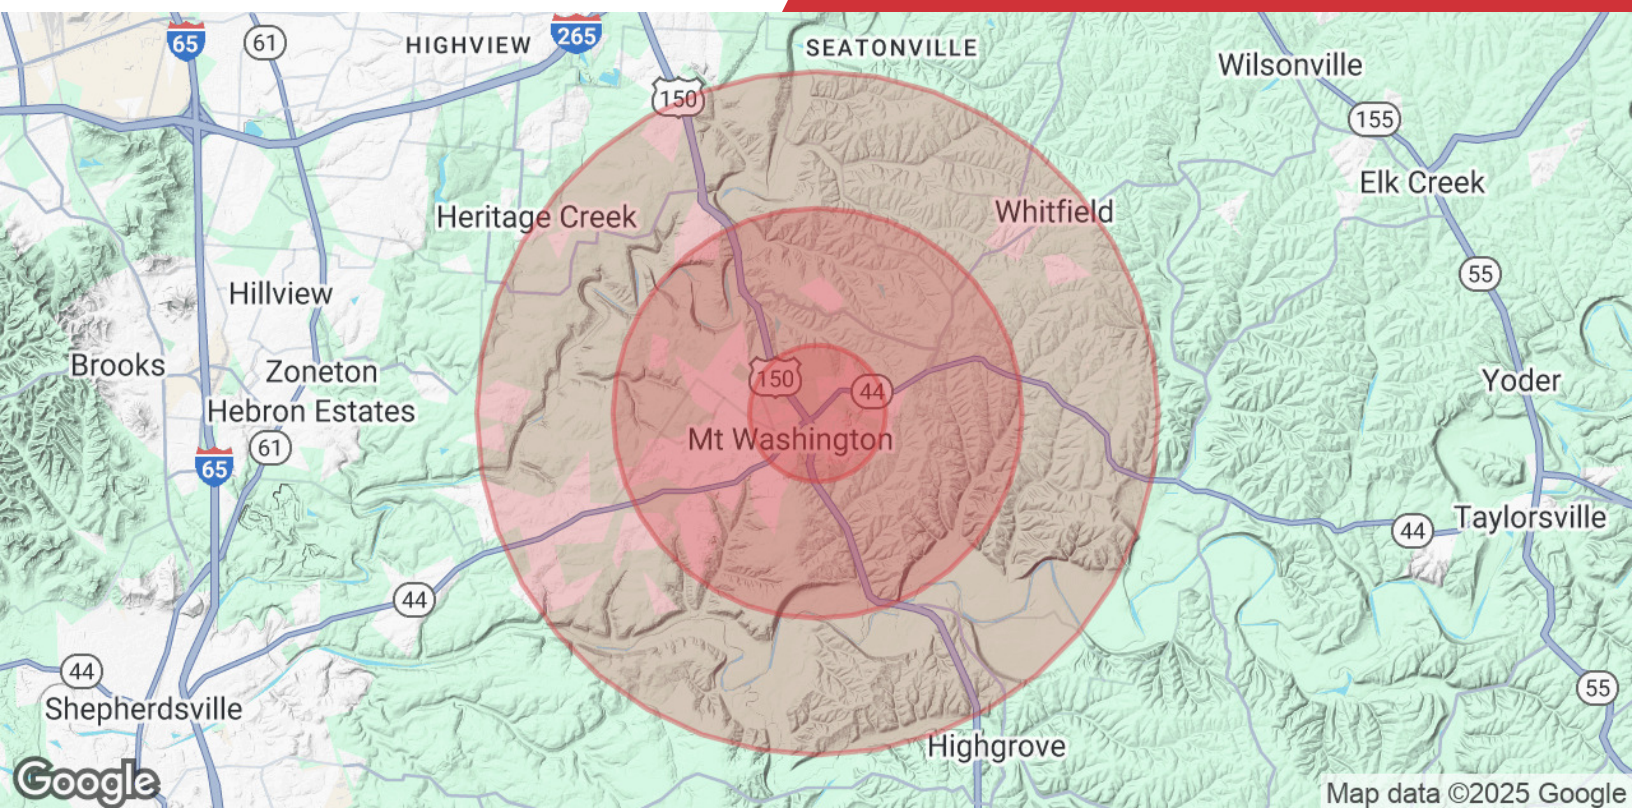 65
61
HIGHVIEW
265
SEATONVILLE
Wilsonville
150
155
Elk Creek
Heritage Creek
Whitfield
55
Hillview
Brooks
Zoneton
150
44
Yoder
Hebron Estates
61
Mt Washington
65
44
Taylorsville
44
44
55
Shepherdsville
Highgrove
Google
Map data ©2025 Google